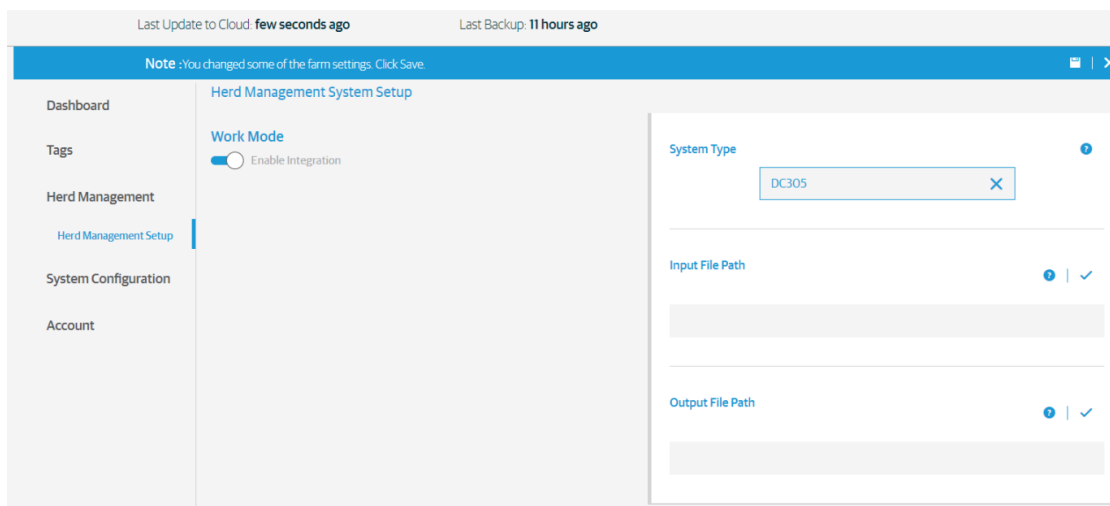 Last Update to Cloud: few seconds ago Last Backup: 11 hours ago
Note :You changed some of the farm settings. Click Save.
Dashboard
Tags
Herd Management
Herd Management Setup
System Configuration
Account
Herd Management System Setup
Work Mode
Enable Integration
System Type
DC305
Input File Path
Output File Path